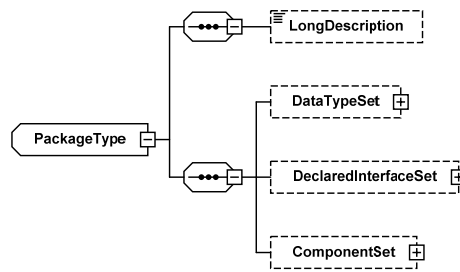 LongDescription
DataTypeSet
PackageType
DeclaredInterfaceSet
ComponentSet